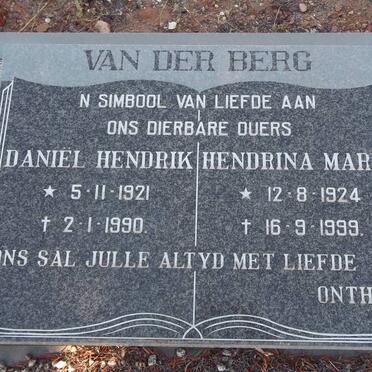 VAN DER BERG
N SIMBOOL VAN LIEFDE AAN
ONS DIERBARE OUERS
DANIËL HENDRIK HENDRINA MAR
★ 5-11-1921 ★ 12-8-1924
† 2-1-1990. † 16-9-1999.
ONS SAL JULLE ALTYD MET LIEFDE
ONTH